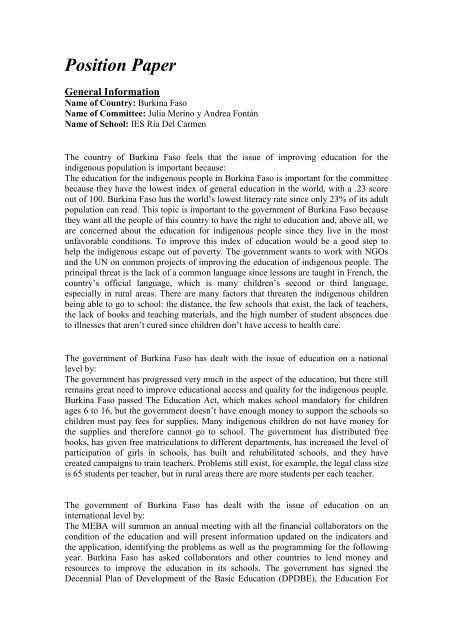 Position Paper
General Information
Name of Country: Burkina Faso
Name of Committee: Julia Merino y Andrea Fontán
Name of School: IES Ría Del Carmen
The country of Burkina Faso feels that the issue of improving education for the
indigenous population is important because:
The education for the indigenous people in Burkina Faso is important for the committee
because they have the lowest index of general education in the world, with a .23 score
out of 100. Burkina Faso has the world's lowest literacy rate since only 23% of its adult
population can read. This topic is important to the government of Burkina Faso because
they want all the people of this country to have the right to education and, above all, we
are concerned about the education for indigenous people since they live in the most
unfavorable conditions. To improve this index of education would be a good step to
help the indigenous escape out of poverty. The government wants to work with NGOs
and the UN on common projects of improving the education of indigenous people. The
principal threat is the lack of a common language since lessons are taught in French, the
country's official language, which is many children's second or third language,
especially in rural areas. There are many factors that threaten the indigenous children
being able to go to school: the distance, the few schools that exist, the lack of teachers,
the lack of books and teaching materials, and the high number of student absences due
to illnesses that aren't cured since children don't have access to health care.
The government of Burkina Faso has dealt with the issue of education on a national
level by:
The government has progressed very much in the aspect of the education, but there still
remains great need to improve educational access and quality for the indigenous people.
Burkina Faso passed The Education Act, which makes school mandatory for children
ages 6 to 16, but the government doesn't have enough money to support the schools so
children must pay fees for supplies. Many indigenous children do not have money for
the supplies and therefore cannot go to school. The government has distributed free
books, has given free matriculations to different departments, has increased the level of
participation of girls in schools, has built and rehabilitated schools, and they have
created campaigns to train teachers. Problems still exist, for example, the legal class size
is 65 students per teacher, but in rural areas there are more students per each teacher.
The government of Burkina Faso has dealt with the issue of education on an
international level by:
The MEBA will summon an annual meeting with all the financial collaborators on the
condition of the education and will present information updated on the indicators and
the application, identifying the problems as well as the programming for the following
year. Burkina Faso has asked collaborators and other countries to lend money and
resources to improve the education in its schools. The government has signed the
Decennial Plan of Development of the Basic Education (DPDBE), the Education For